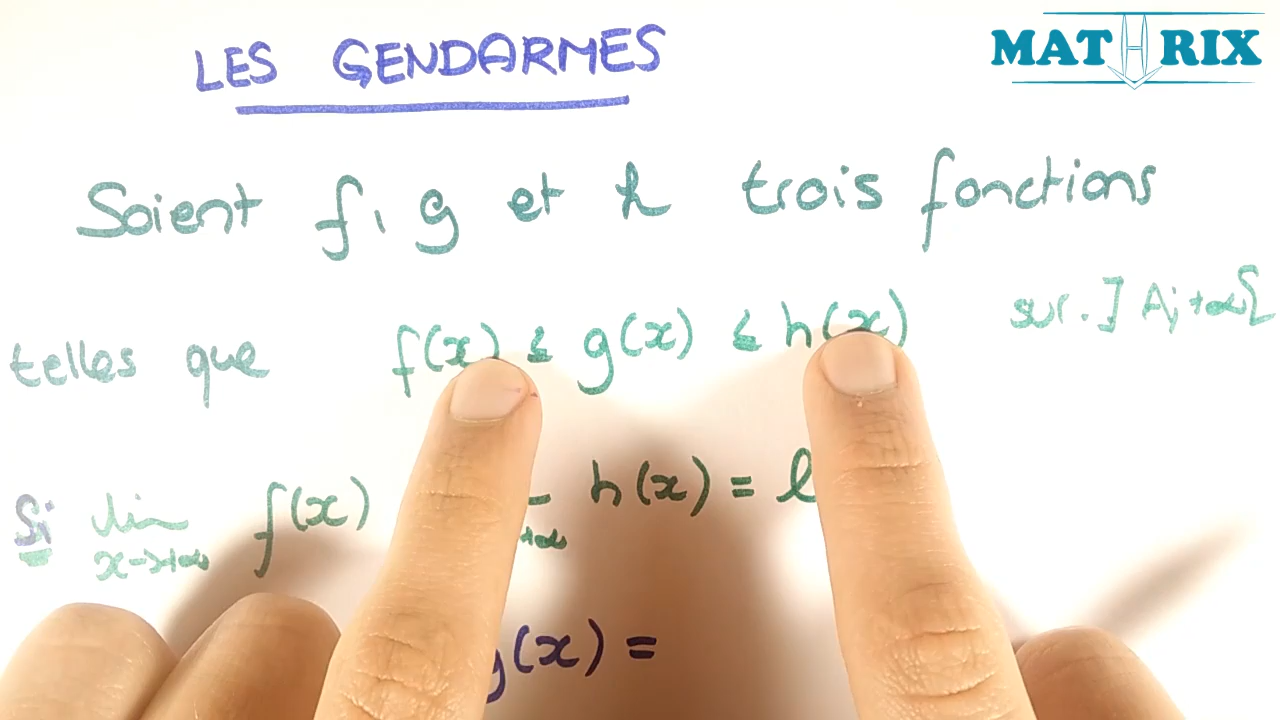 LES GENDARMES
MATHRIX
Soient f, g et h trois fonctions
telles que f(x) ≤ g(x) ≤ h(x) sur ]A; +∞[
Si lim f(x) h(x) = l
x→+∞ +∞
g(x) =